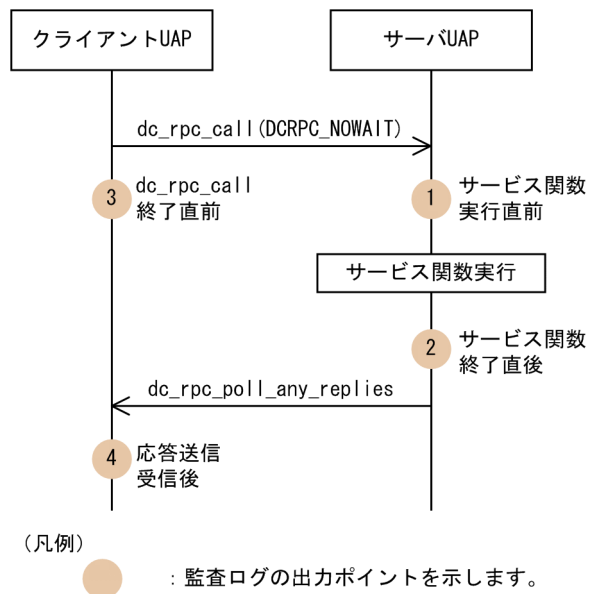 クライアントUAP
サーバUAP
dc_rpc_call(DCRPC_NOWAIT)
3
dc_rpc_call
終了直前
1
サービス関数
実行直前
サービス関数実行
2
サービス関数
終了直後
dc_rpc_poll_any_replies
4
応答送信
受信後
(凡例)
:監査ログの出力ポイントを示します。